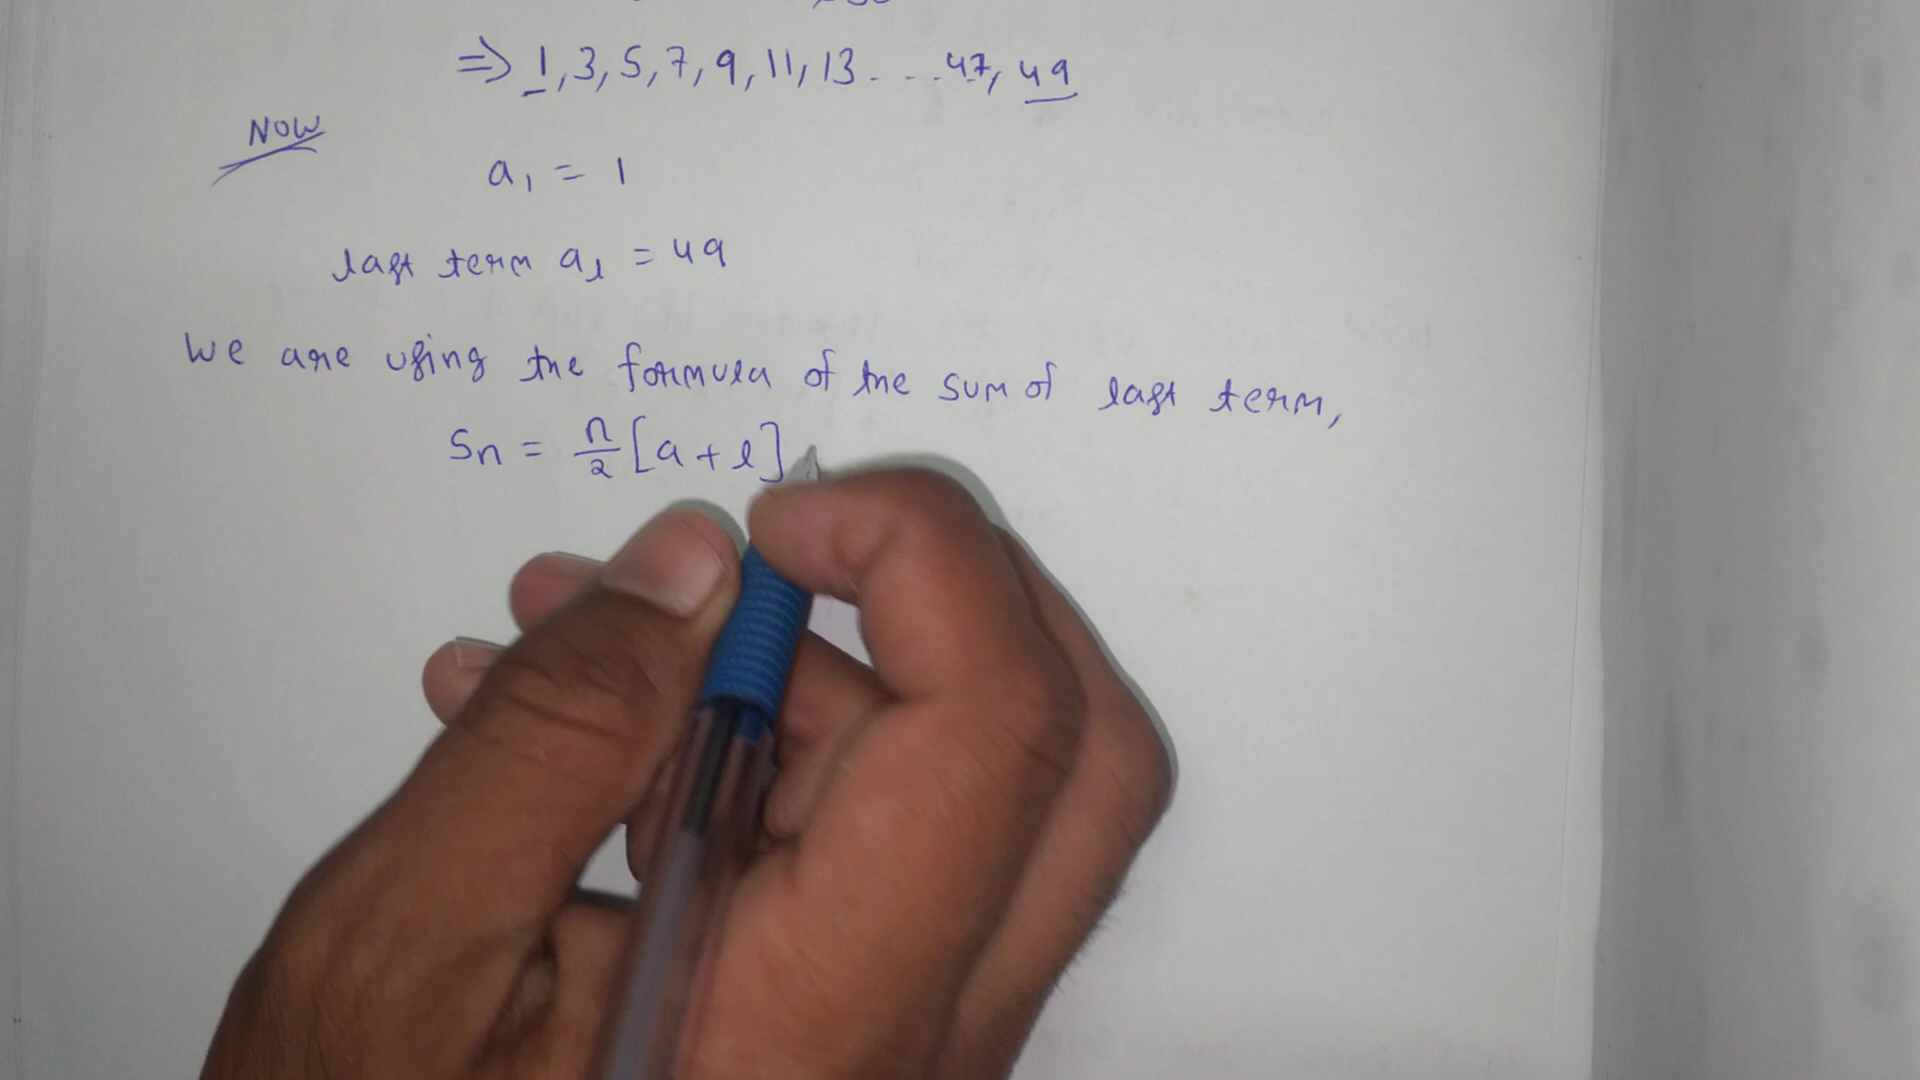 ⇒ 1, 3, 5, 7, 9, 11, 13 . . . . 47, 49
NOW
a₁ = 1
last term aₗ = 49
We are using the formula of the sum of last term,
Sn = n/2 [a + l]